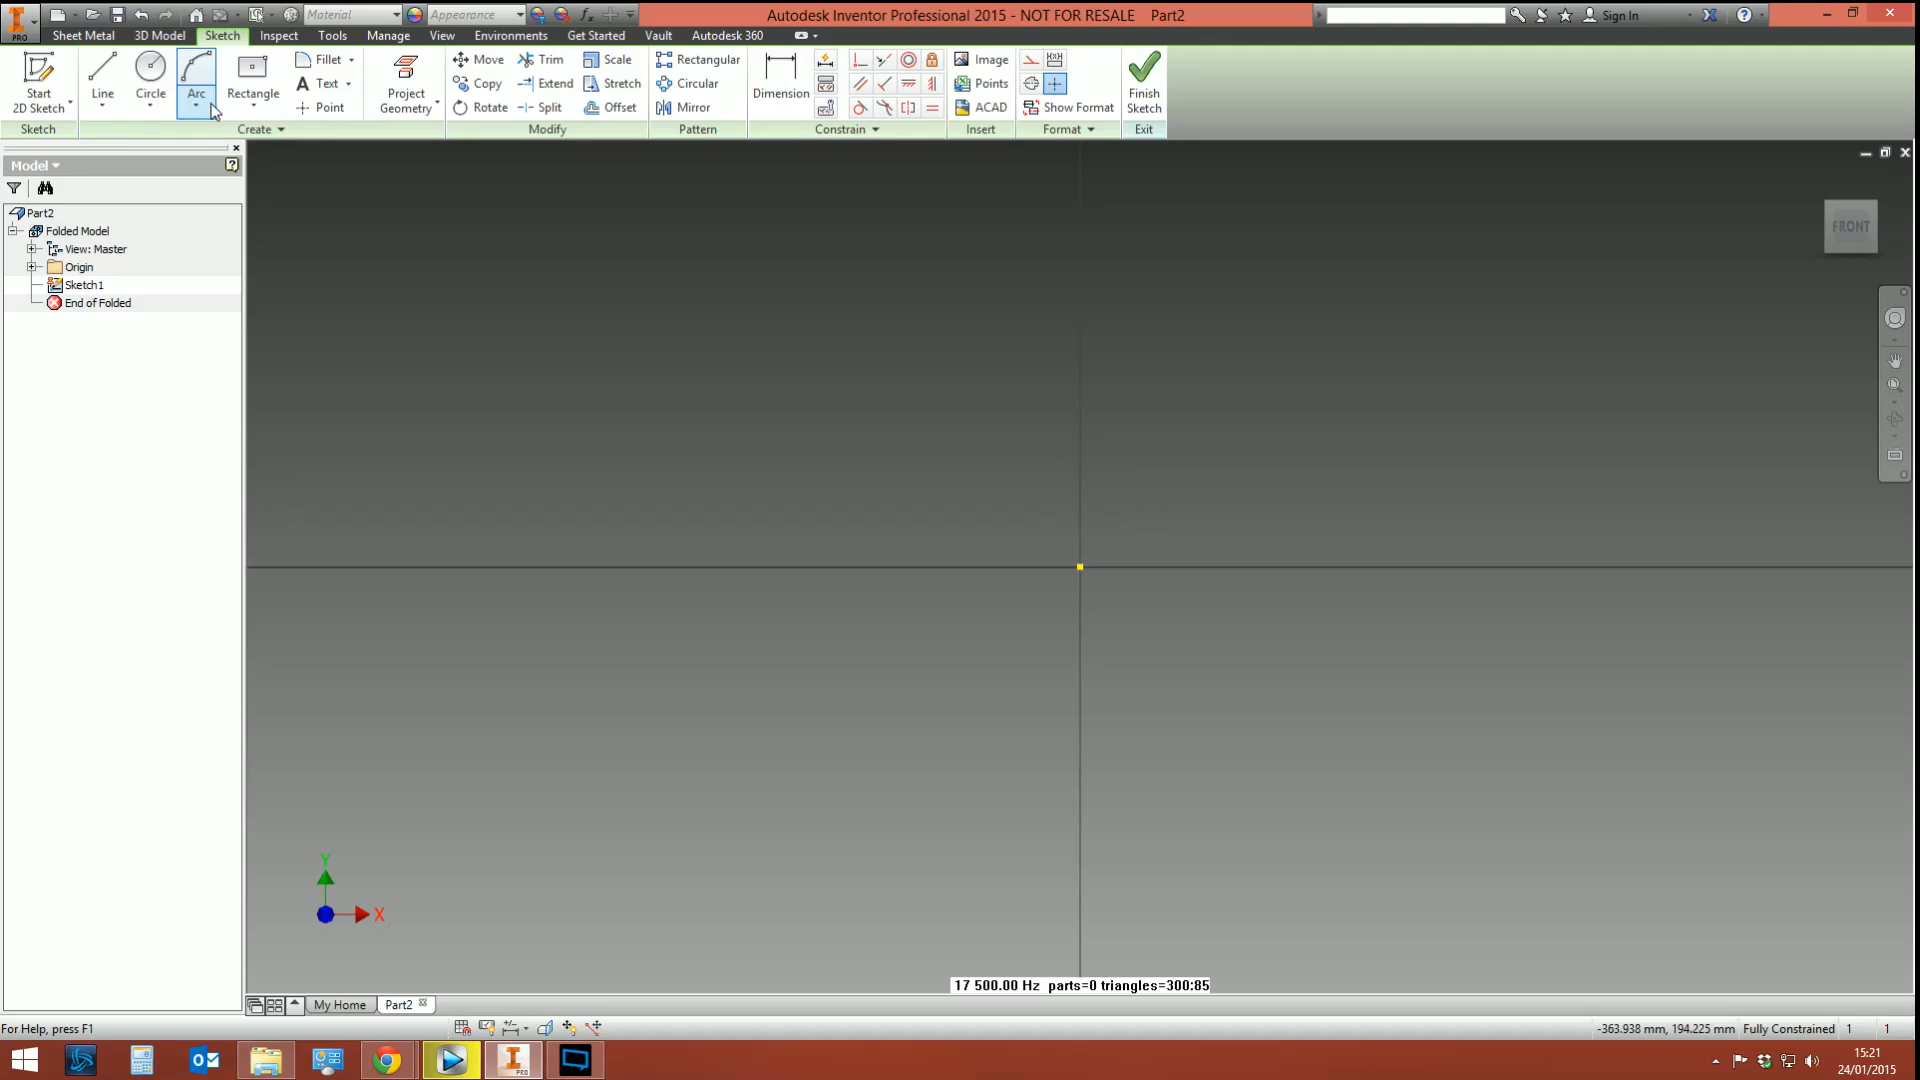 Material
Appearance
Autodesk Inventor Professional 2015 - NOT FOR RESALE Part2
Sign In
PRO
Sheet Metal 3D Model Sketch Inspect Tools Manage View Environments Get Started Vault Autodesk 360
Start
2D Sketch
Line
Circle
Arc
Rectangle
Fillet
Text
Point
Project
Geometry
Move
Copy
Rotate
Trim
Extend
Split
Scale
Stretch
Offset
Rectangular
Circular
Mirror
Dimension
Image
Points
ACAD
Show Format
Finish
Sketch
Sketch Create Modify Pattern Constrain Insert Format Exit
Model
Part2
Folded Model
View: Master
Origin
Sketch1
End of Folded
FRONT
Y
X
17 500.00 Hz parts=0 triangles=300:85
My Home Part2
For Help, press F1
-363.938 mm, 194.225 mm Fully Constrained 1 1
PRO
15:21
24/01/2015